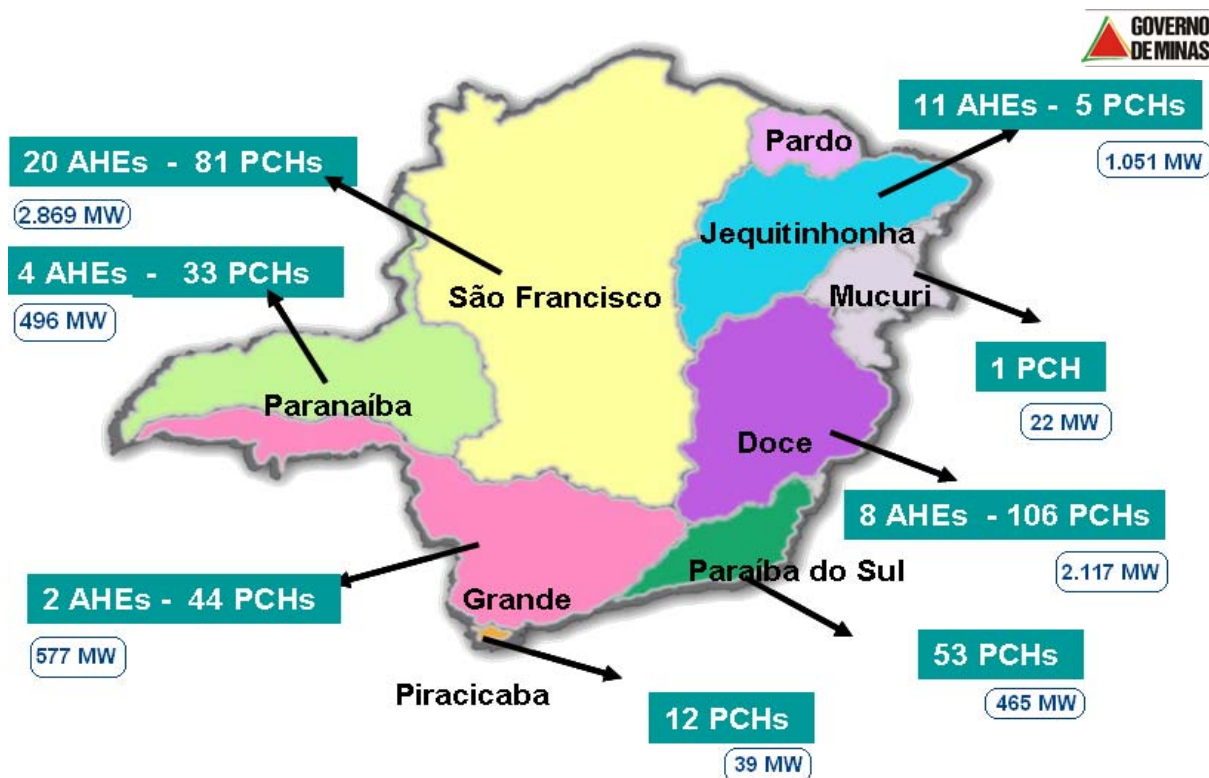 GOVERNO
DE MINAS
11 AHEs - 5 PCHs
1.051 MW
Pardo
20 AHEs - 81 PCHs
2.869 MW
Jequitinhonha
4 AHEs - 33 PCHs
496 MW
São Francisco
Mucuri
1 PCH
22 MW
Paranaíba
Doce
8 AHEs - 106 PCHs
2.117 MW
Paraíba do Sul
2 AHEs - 44 PCHs
577 MW
Grande
53 PCHs
465 MW
Piracicaba
12 PCHs
39 MW